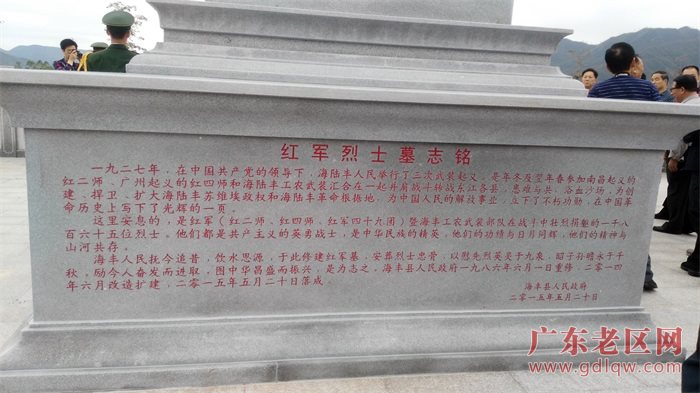 红军烈士墓志铭
一九二七年，在中国共产党的领导下，海陆丰人民举行了三次武装起义。是年冬及翌年春参加南昌起义的
红二师、广州起义的红四师和海陆丰工农武装汇合在一起并肩战斗转战东江各县，患难与共，浴血沙场，为创
建、捍卫、扩大海陆丰苏维埃政权和海陆丰革命根据地，为中国人民的解放事业，立下了不朽功勋，在中国革
命历史上写下了光辉的一页。
这里安息的，是红军（红二师、红四师、红军四十九团）暨海丰工农武装部队在战斗中壮烈捐躯的一千八
百六十五位烈士。他们都是共产主义的英勇战士，是中华民族的精英，他们的功绩与日月同辉，他们的精神与
山河共存。
海丰人民抚今追昔，饮水思源，于此修建红军墓，安葬烈士忠骨，以慰先烈英灵于九泉，昭子孙瞻永于千
秋，励今人奋发而进取，图中华昌盛而振兴，是为志之。海丰县人民政府一九八六年六月一日重修，二零一四
年六月改造扩建，二零一五年五月二十日落成。
海丰县人民政府
二零一五年五月二十日
广东老区网
www.gdlqw.com